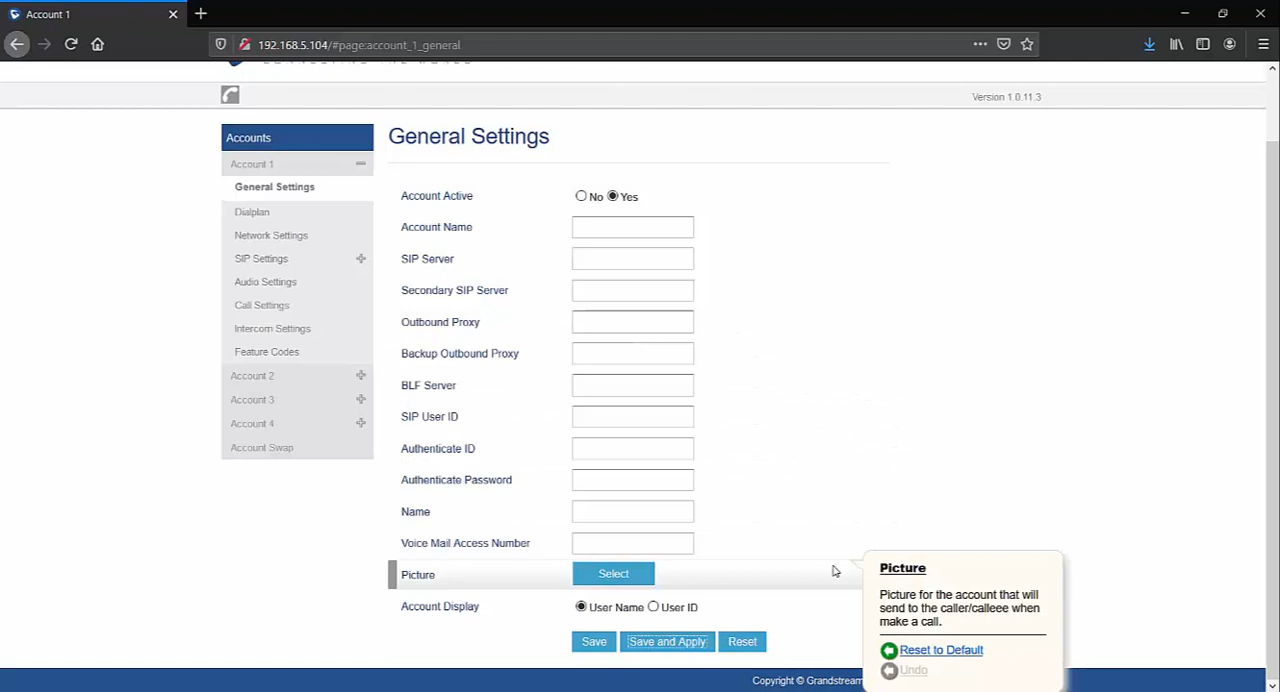 Account 1
192.168.5.104/#page:account_1_general
Version 1.0.11.3
Accounts
Account 1
General Settings
Dialplan
Network Settings
SIP Settings
Audio Settings
Call Settings
Intercom Settings
Feature Codes
Account 2
Account 3
Account 4
Account Swap
General Settings
Account Active No Yes
Account Name
SIP Server
Secondary SIP Server
Outbound Proxy
Backup Outbound Proxy
BLF Server
SIP User ID
Authenticate ID
Authenticate Password
Name
Voice Mail Access Number
Picture Select
Account Display User Name User ID
Save Save and Apply Reset
Picture
Picture for the account that will
send to the caller/calleee when
make a call.
Reset to Default
Undo
Copyright © Grandstream